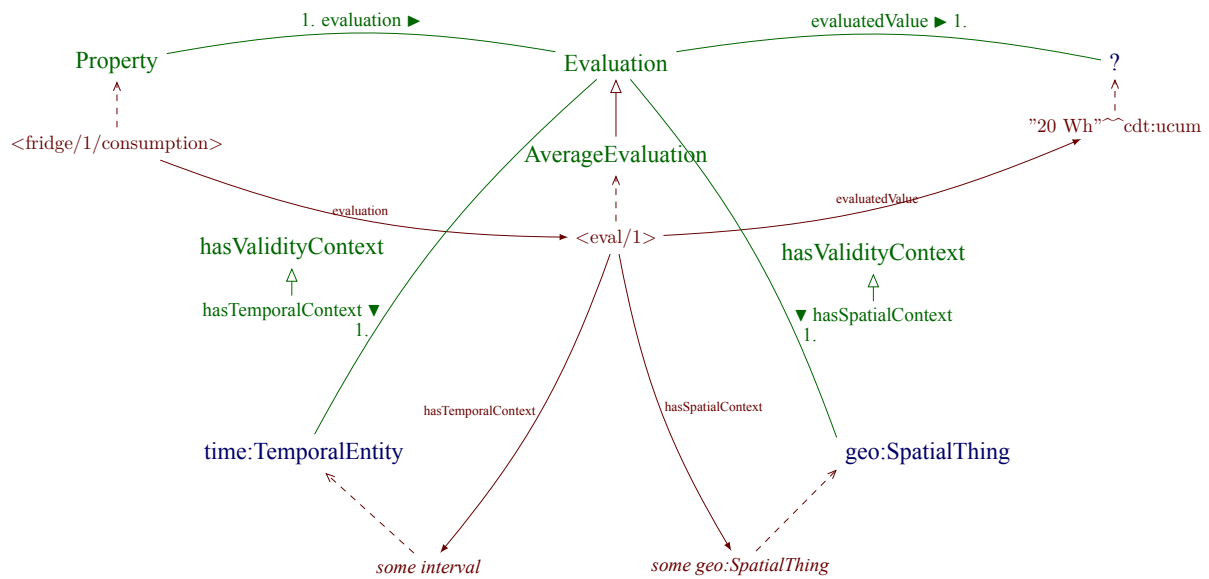 1. evaluation ▶
evaluatedValue ▶ 1.
Property
Evaluation
?
<fridge/1/consumption>
"20 Wh"^^cdt:ucum
AverageEvaluation
evaluation
evaluatedValue
<eval/1>
hasValidityContext
hasValidityContext
hasTemporalContext ▼
1.
▼ hasSpatialContext
1.
hasTemporalContext
hasSpatialContext
time:TemporalEntity
geo:SpatialThing
some interval
some geo:SpatialThing